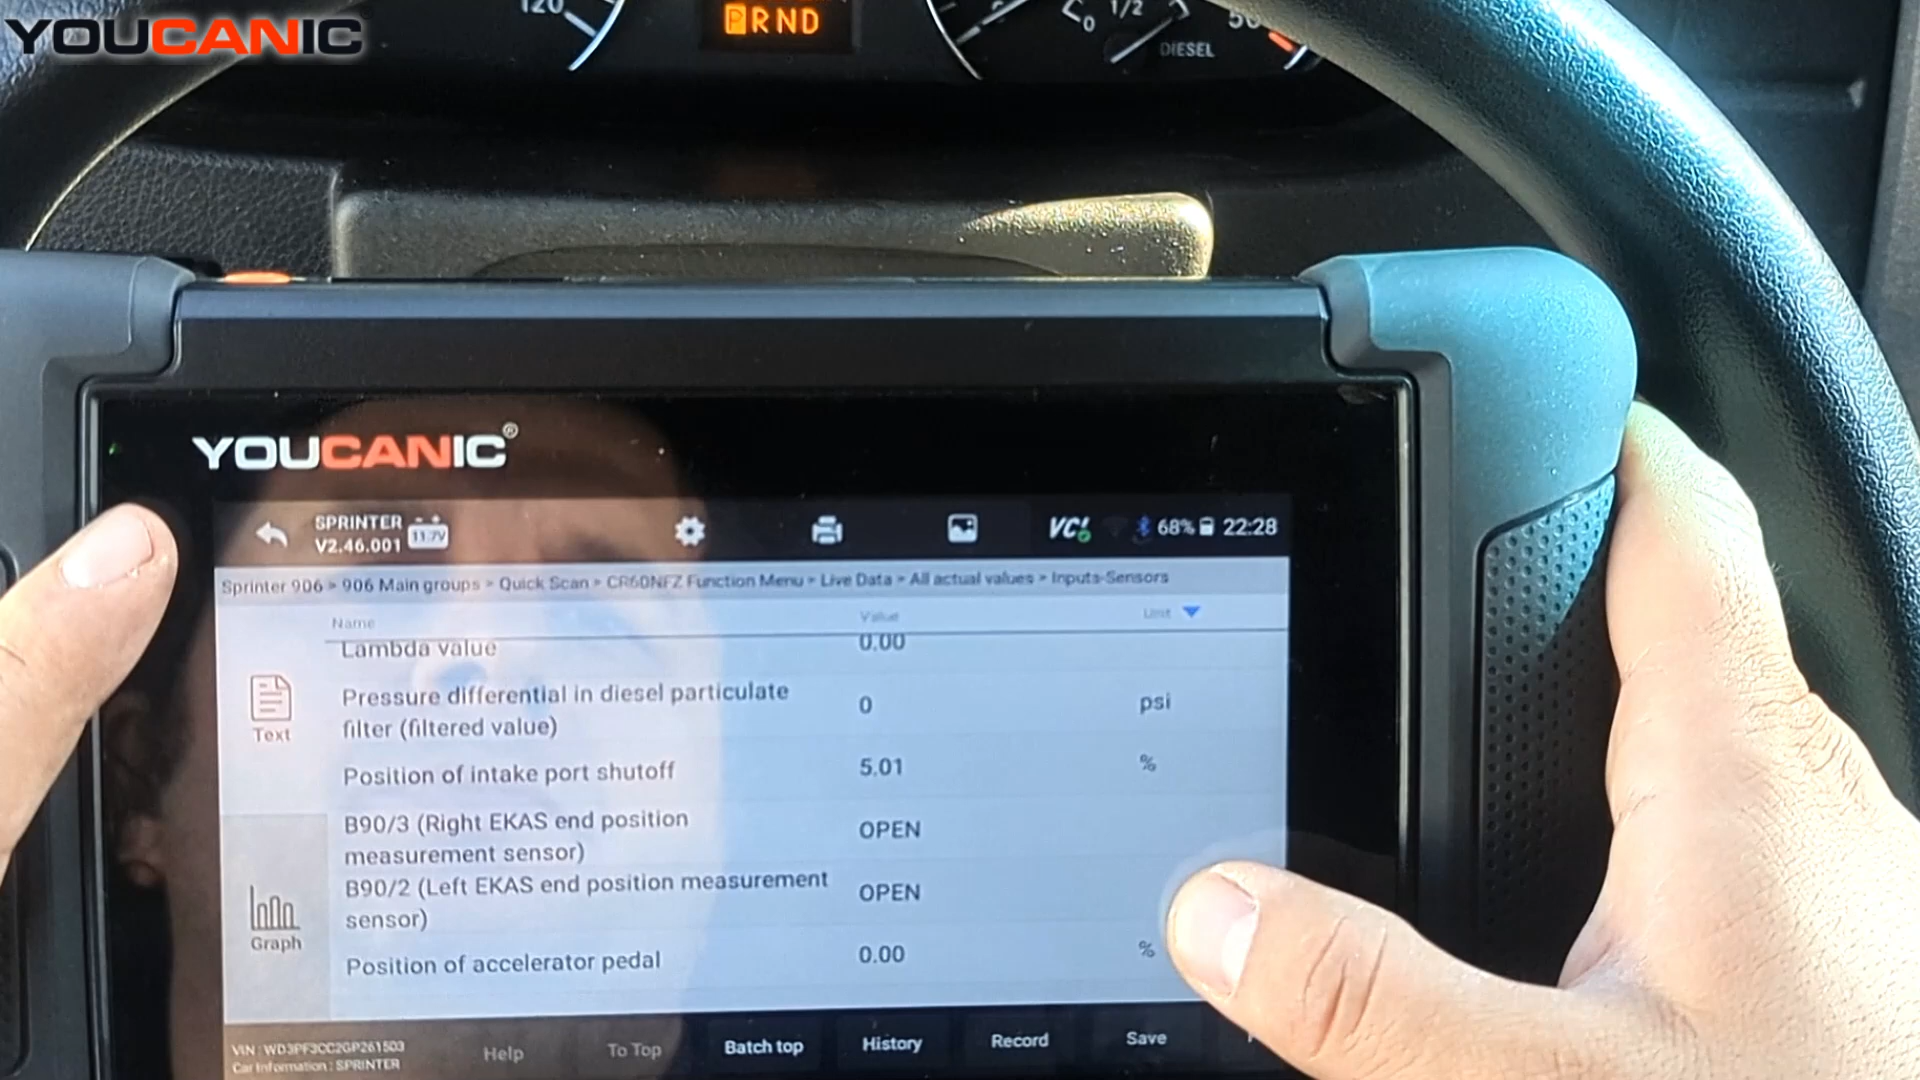 YOUCANIC
120
PRND
0
1/2
50
DIESEL
YOUCANIC®
SPRINTER
V2.46.001
11.7V
68%
22:28
Sprinter 906 > 906 Main groups > Quick Scan > CR60NFZ Function Menu > Live Data > All actual values > Inputs-Sensors
Name Value Unit
Lambda value 0.00
Pressure differential in diesel particulate
filter (filtered value) 0 psi
Position of intake port shutoff 5.01 %
B90/3 (Right EKAS end position
measurement sensor) OPEN
B90/2 (Left EKAS end position measurement
sensor) OPEN
Position of accelerator pedal 0.00 %
Text
Graph
VIN : WD3PF3CC2GP261503
Car Information : SPRINTER
Help
To Top
Batch top
History
Record
Save